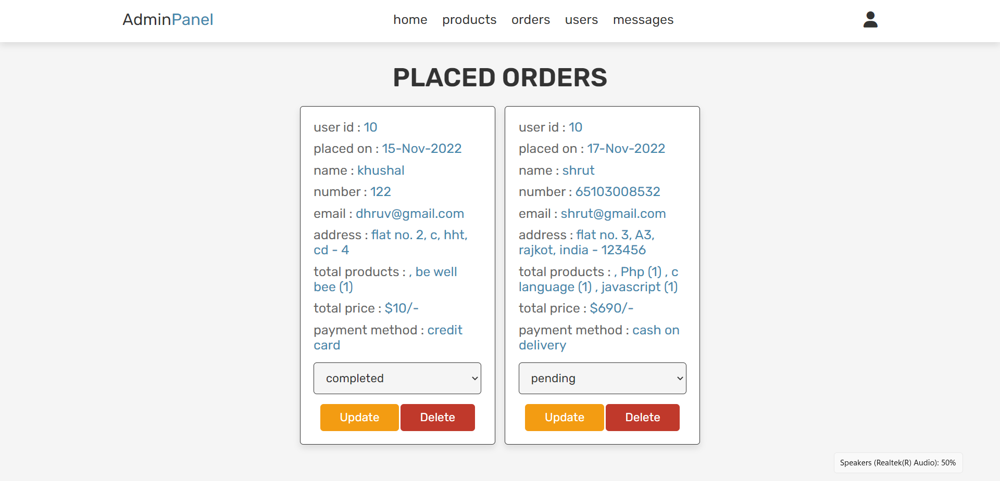 AdminPanel
home products orders users messages
PLACED ORDERS
user id : 10
placed on : 15-Nov-2022
name : khushal
number : 122
email : dhruv@gmail.com
address : flat no. 2, c, hht,
cd - 4
total products : , be well
bee (1)
total price : $10/-
payment method : credit
card
completed
Update Delete
user id : 10
placed on : 17-Nov-2022
name : shrut
number : 65103008532
email : shrut@gmail.com
address : flat no. 3, A3,
rajkot, india - 123456
total products : , Php (1) , c
language (1) , javascript (1)
total price : $690/-
payment method : cash on
delivery
pending
Update Delete
Speakers (Realtek(R) Audio): 50%